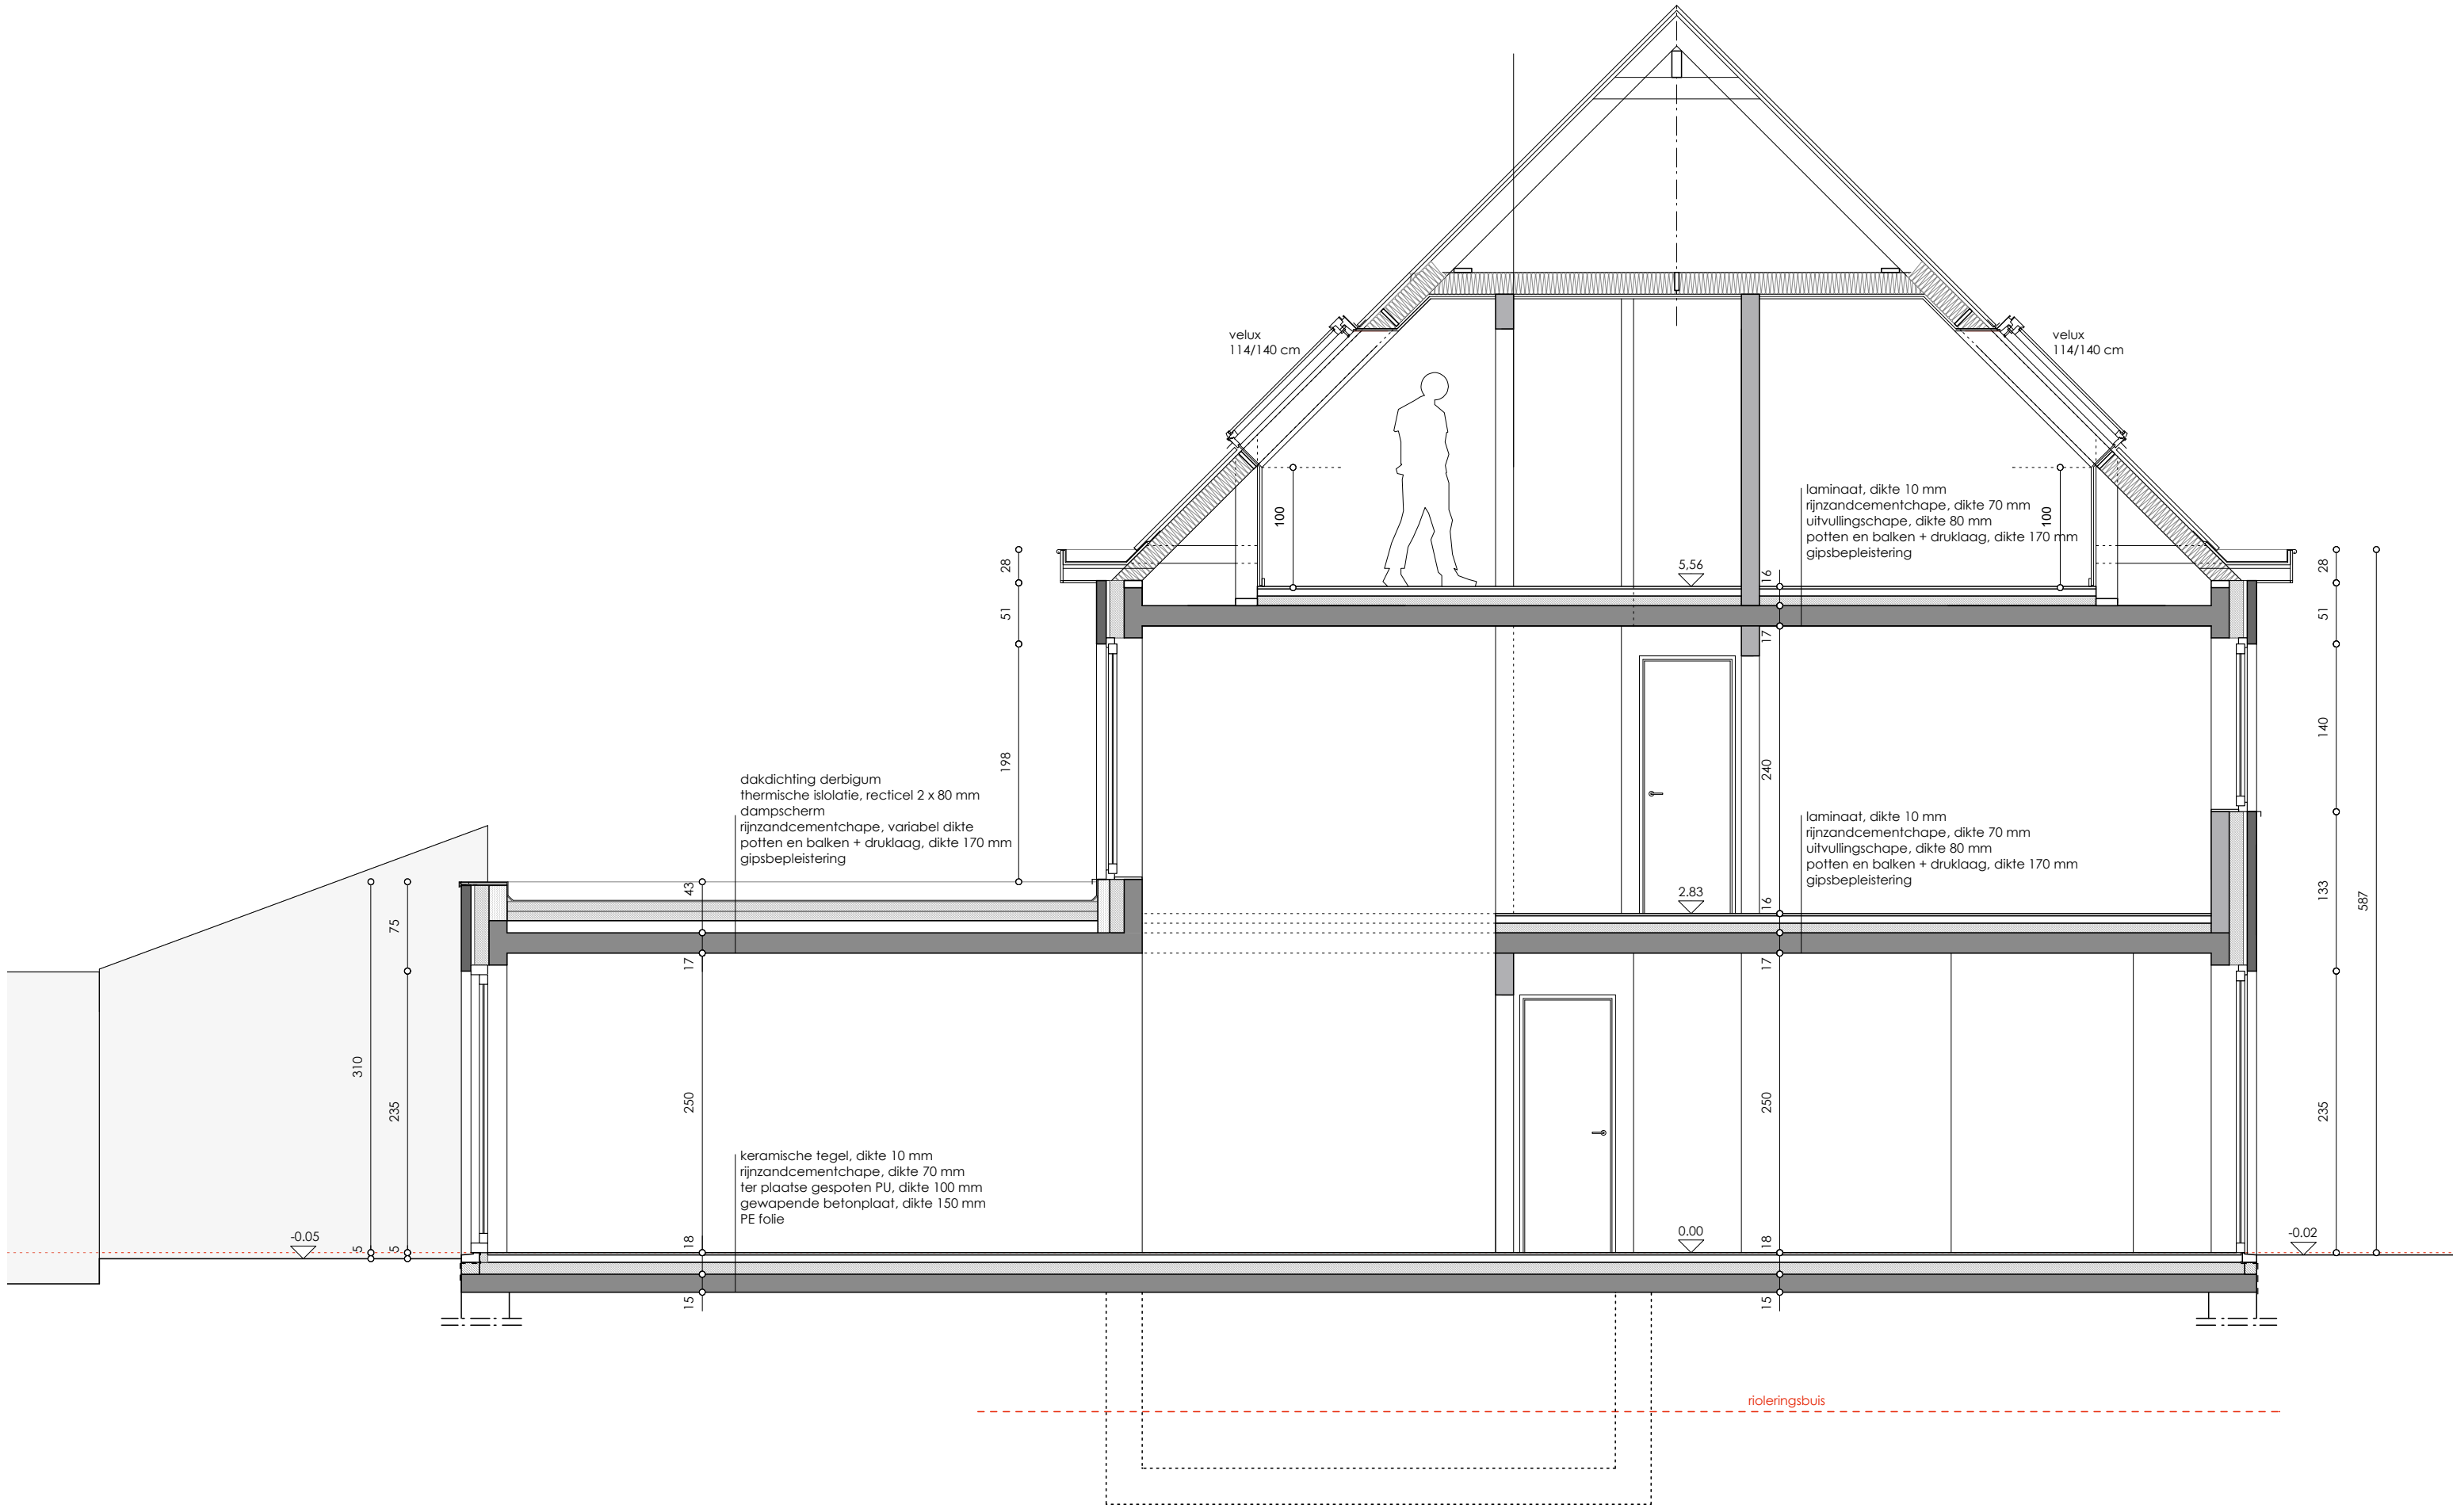 velux
114/140 cm
velux
114/140 cm
laminaat, dikte 10 mm
rijnzandcementchape, dikte 70 mm
uitvullingschape, dikte 80 mm
potten en balken + druklaag, dikte 170 mm
gipsbepleistering
100
100
5,56
16
17
28
51
198
28
51
140
133
235
587
240
dakdichting derbigum
thermische islolatie, recticel 2 x 80 mm
dampscherm
rijnzandcementchape, variabel dikte
potten en balken + druklaag, dikte 170 mm
gipsbepleistering
laminaat, dikte 10 mm
rijnzandcementchape, dikte 70 mm
uitvullingschape, dikte 80 mm
potten en balken + druklaag, dikte 170 mm
gipsbepleistering
2.83
16
17
43
17
75
310
235
5
5
250
250
keramische tegel, dikte 10 mm
rijnzandcementchape, dikte 70 mm
ter plaatse gespoten PU, dikte 100 mm
gewapende betonplaat, dikte 150 mm
PE folie
-0.05
18
15
0.00
18
15
-0.02
rioleringsbuis